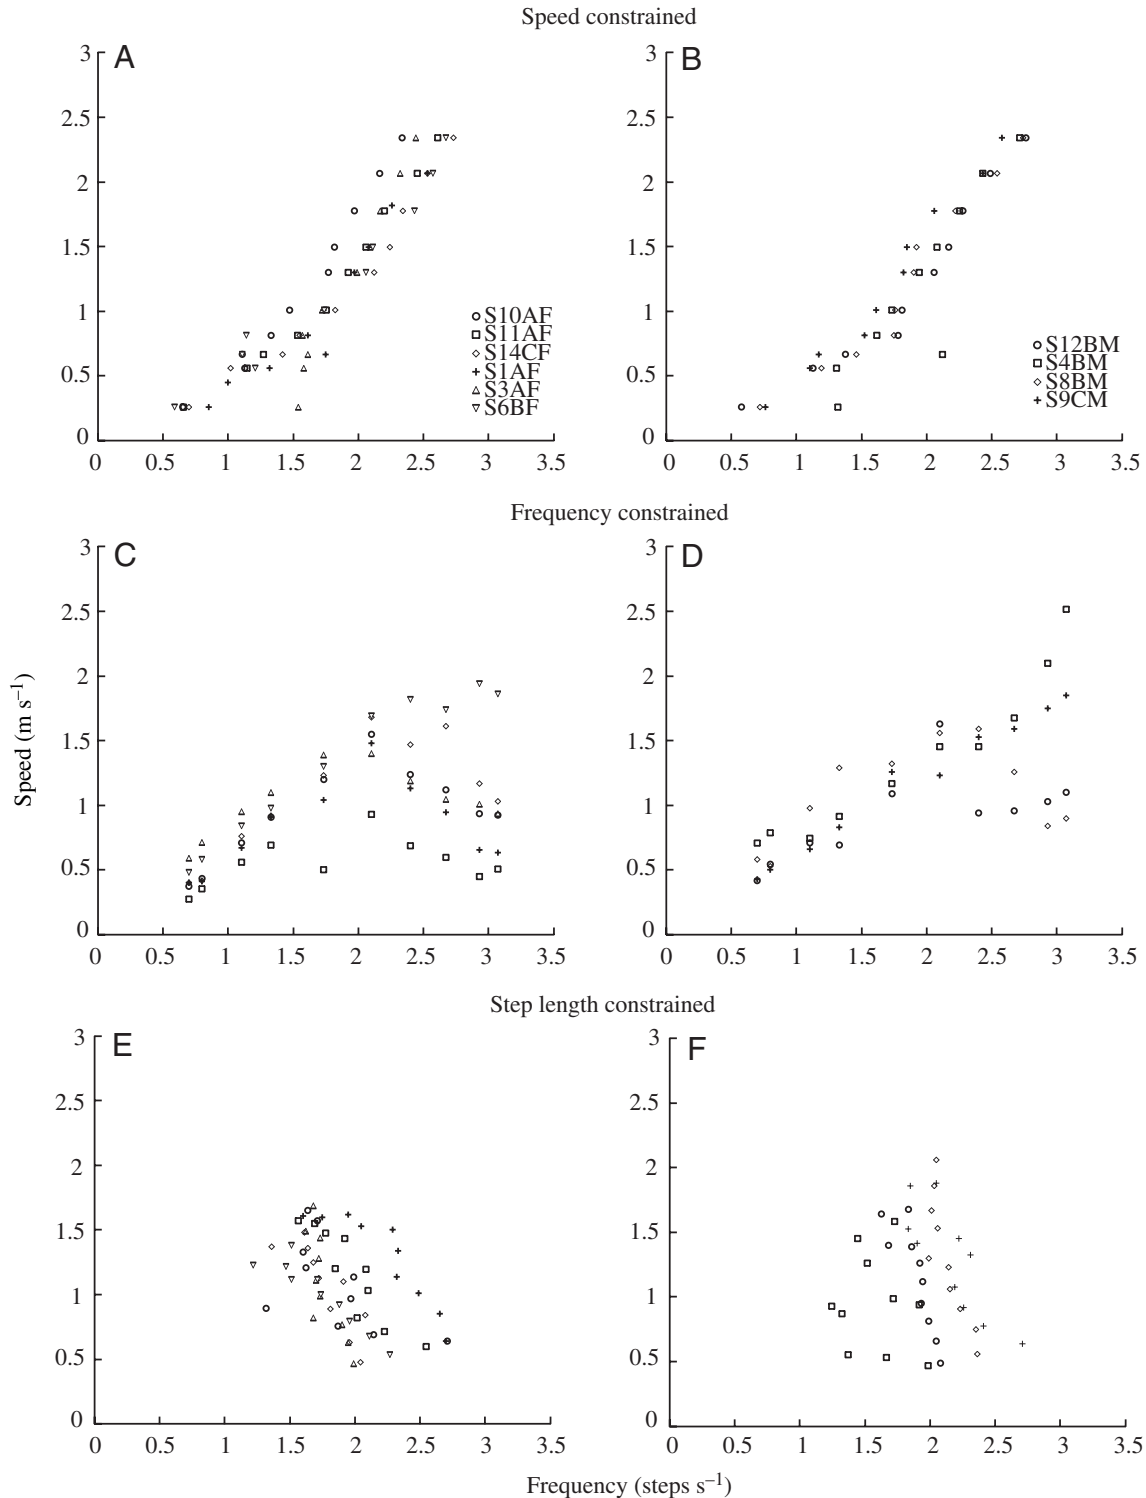 Speed constrained
A
3
2.5
2
1.5
1
0.5
0
0 0.5 1 1.5 2 2.5 3 3.5
S10AF
S11AF
S14CF
S1AF
S3AF
S6BF
B
3
2.5
2
1.5
1
0.5
0
0 0.5 1 1.5 2 2.5 3 3.5
S12BM
S4BM
S8BM
S9CM
Frequency constrained
Speed (m s⁻¹)
C
3
2.5
2
1.5
1
0.5
0
0 0.5 1 1.5 2 2.5 3 3.5
D
3
2.5
2
1.5
1
0.5
0
0 0.5 1 1.5 2 2.5 3 3.5
Step length constrained
E
3
2.5
2
1.5
1
0.5
0
0 0.5 1 1.5 2 2.5 3 3.5
F
3
2.5
2
1.5
1
0.5
0
0 0.5 1 1.5 2 2.5 3 3.5
Frequency (steps s⁻¹)